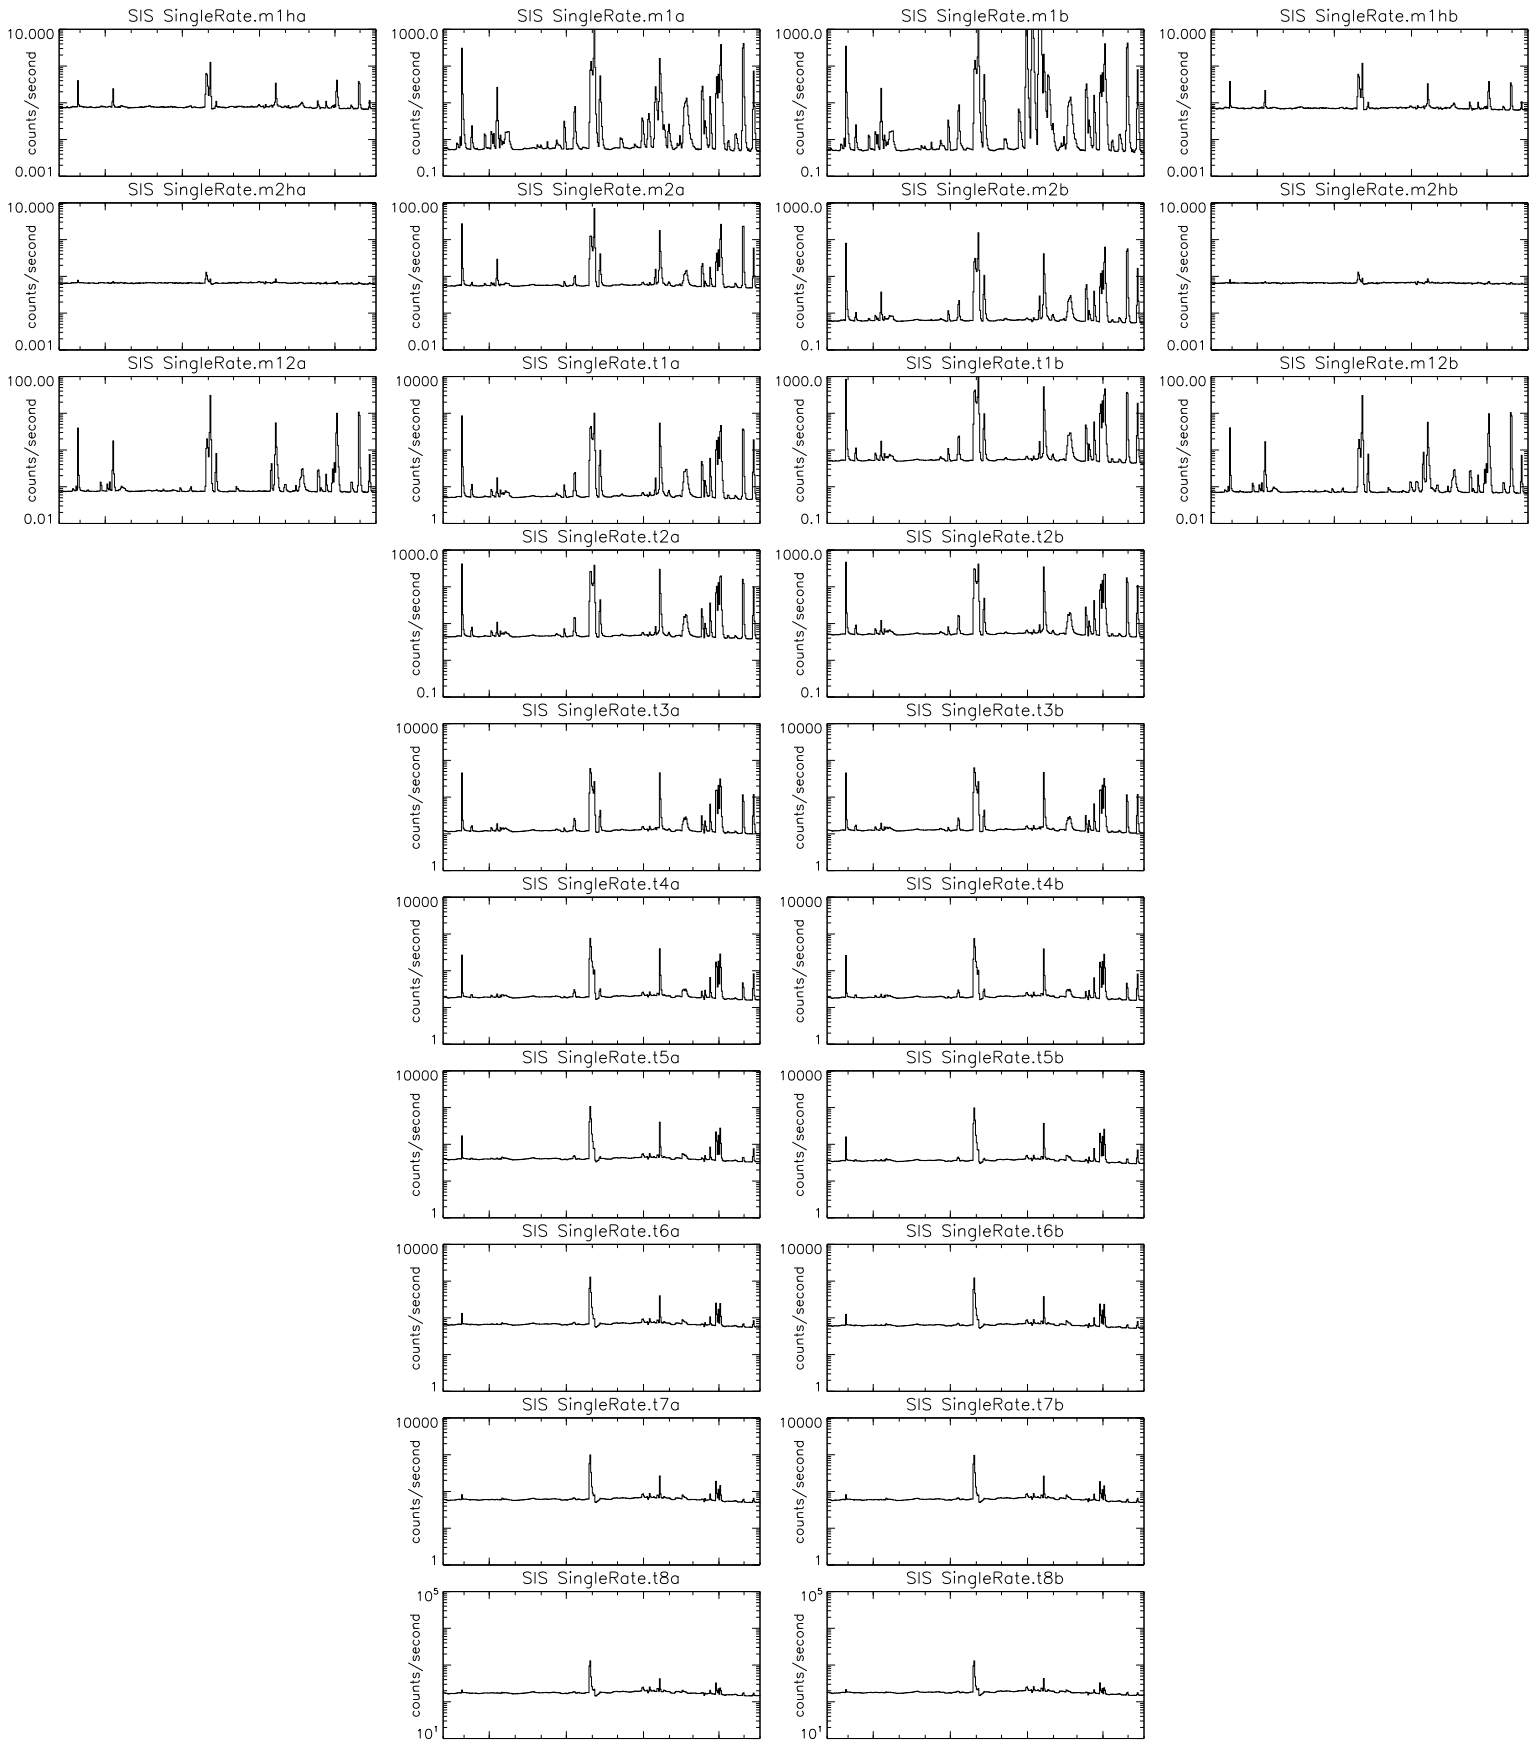 SIS SingleRate.m1ha
10.000
counts/second
0.001
SIS SingleRate.m1a
1000.0
counts/second
0.1
SIS SingleRate.m1b
1000.0
counts/second
0.1
SIS SingleRate.m1hb
10.000
counts/second
0.001
SIS SingleRate.m2ha
10.000
counts/second
0.001
SIS SingleRate.m2a
100.00
counts/second
0.01
SIS SingleRate.m2b
1000.0
counts/second
0.1
SIS SingleRate.m2hb
10.000
counts/second
0.001
SIS SingleRate.m12a
100.00
counts/second
0.01
SIS SingleRate.t1a
10000
counts/second
1
SIS SingleRate.t1b
1000.0
counts/second
0.1
SIS SingleRate.m12b
100.00
counts/second
0.01
SIS SingleRate.t2a
1000.0
counts/second
0.1
SIS SingleRate.t2b
1000.0
counts/second
0.1
SIS SingleRate.t3a
10000
counts/second
1
SIS SingleRate.t3b
10000
counts/second
1
SIS SingleRate.t4a
10000
counts/second
1
SIS SingleRate.t4b
10000
counts/second
1
SIS SingleRate.t5a
10000
counts/second
1
SIS SingleRate.t5b
10000
counts/second
1
SIS SingleRate.t6a
10000
counts/second
1
SIS SingleRate.t6b
10000
counts/second
1
SIS SingleRate.t7a
10000
counts/second
1
SIS SingleRate.t7b
10000
counts/second
1
SIS SingleRate.t8a
10⁵
counts/second
10¹
SIS SingleRate.t8b
10⁵
counts/second
10¹